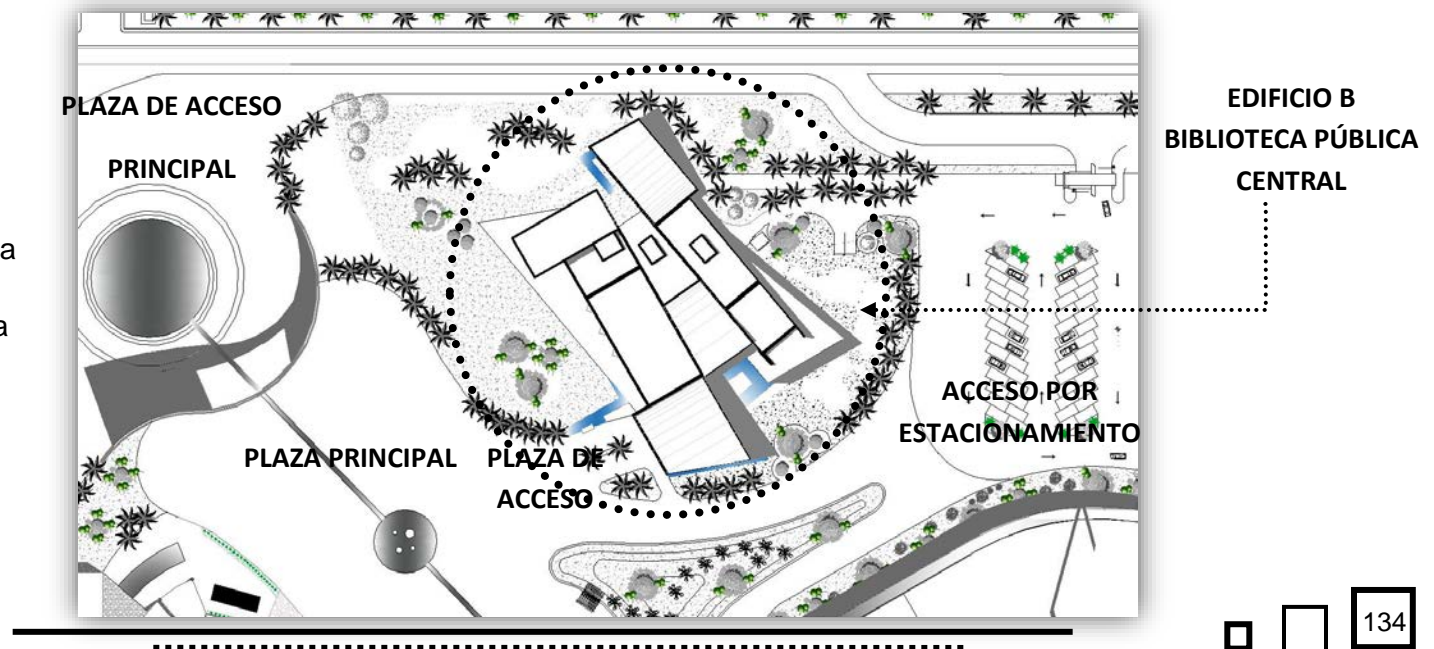 PLAZA DE ACCESO
PRINCIPAL
EDIFICIO B
BIBLIOTECA PÚBLICA
CENTRAL
a
a
ACCESO POR
ESTACIONAMIENTO
PLAZA PRINCIPAL
PLAZA DE
ACCESO
134